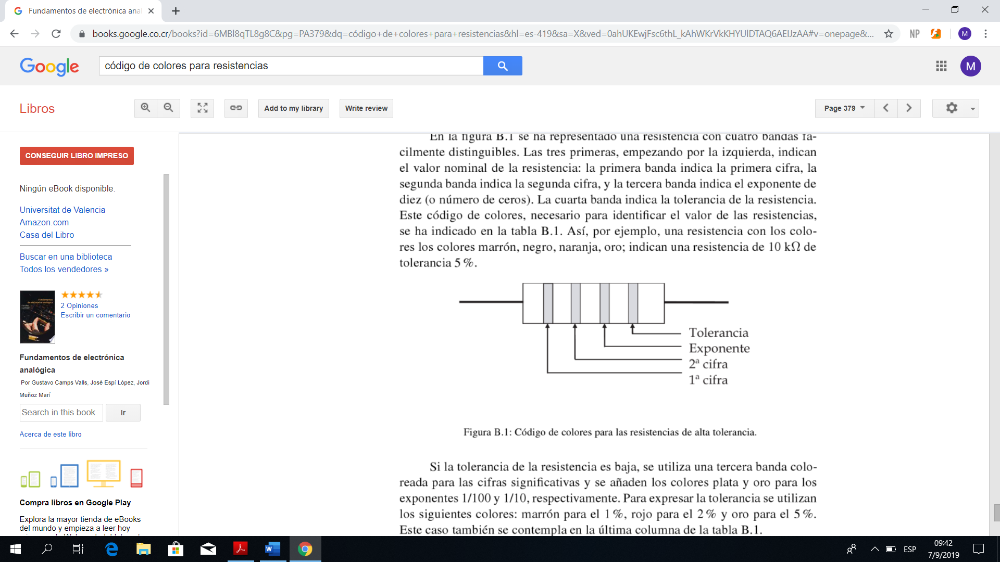 Fundamentos de electrónica ana
books.google.co.cr/books?id=6MBl8qTL8g8C&pg=PA379&dq=código+de+colores+para+resistencias&hl=es-419&sa=X&ved=0ahUKEwjFsc6thL_kAhWKrVkKHYUlDTAQ6AEIJzAA#v=onepage&...
NP
M
Google
código de colores para resistencias
M
Libros
Add to my library
Write review
Page 379
CONSEGUIR LIBRO IMPRESO
Ningún eBook disponible.
Universitat de Valencia
Amazon.com
Casa del Libro
Buscar en una biblioteca
Todos los vendedores »
2 Opiniones
Escribir un comentario
Fundamentos de electrónica
analógica
Por Gustavo Camps Valls, José Espí López, Jordi
Muñoz Marí
Search in this book
Ir
Acerca de este libro
Compra libros en Google Play
Explora la mayor tienda de eBooks
del mundo y empieza a leer hoy
En la figura B.1 se ha representado una resistencia con cuatro bandas fá-
cilmente distinguibles. Las tres primeras, empezando por la izquierda, indican
el valor nominal de la resistencia: la primera banda indica la primera cifra, la
segunda banda indica la segunda cifra, y la tercera banda indica el exponente de
diez (o número de ceros). La cuarta banda indica la tolerancia de la resistencia.
Este código de colores, necesario para identificar el valor de las resistencias,
se ha indicado en la tabla B.1. Así, por ejemplo, una resistencia con los colo-
res los colores marrón, negro, naranja, oro; indican una resistencia de 10 kΩ de
tolerancia 5 %.
Tolerancia
Exponente
2ª cifra
1ª cifra
Figura B.1: Código de colores para las resistencias de alta tolerancia.
Si la tolerancia de la resistencia es baja, se utiliza una tercera banda colo-
reada para las cifras significativas y se añaden los colores plata y oro para los
exponentes 1/100 y 1/10, respectivamente. Para expresar la tolerancia se utilizan
los siguientes colores: marrón para el 1 %, rojo para el 2 % y oro para el 5 %.
Este caso también se contempla en la última columna de la tabla B.1.
ESP
09:42
7/9/2019